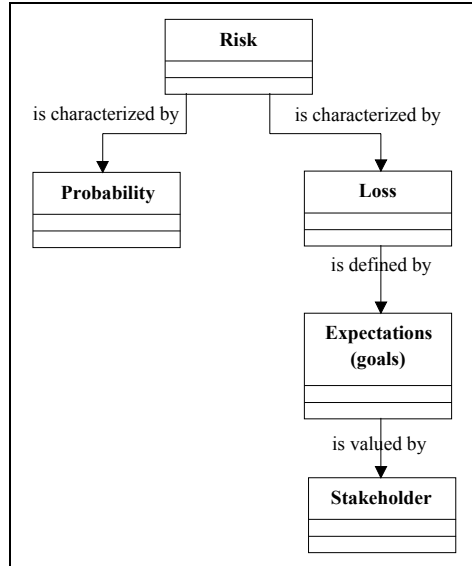 Risk
is characterized by
is characterized by
Probability
Loss
is defined by
Expectations
(goals)
is valued by
Stakeholder